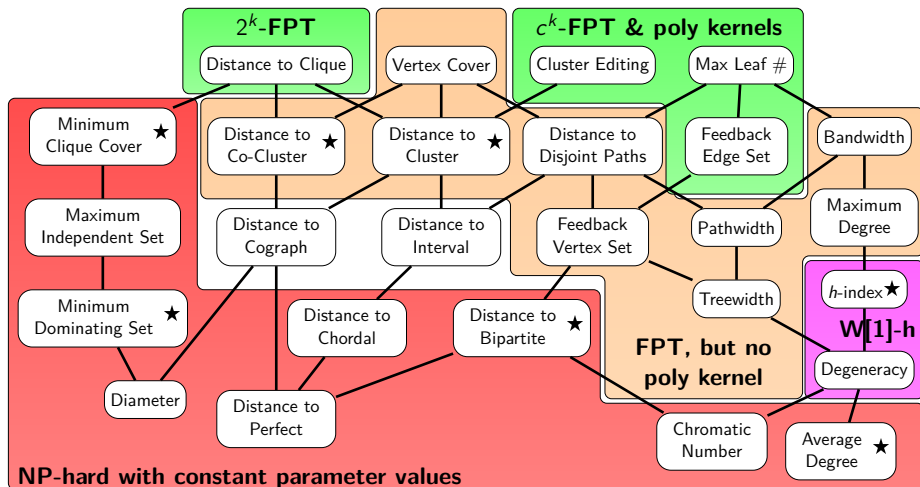 2^k-FPT
c^k-FPT & poly kernels
Distance to Clique
Vertex Cover
Cluster Editing
Max Leaf #
Minimum
Clique Cover ★
Distance to
Co-Cluster ★
Distance to
Cluster ★
Distance to
Disjoint Paths
Feedback
Edge Set
Bandwidth
Maximum
Independent Set
Distance to
Cograph
Distance to
Interval
Feedback
Vertex Set
Pathwidth
Maximum
Degree
Minimum
Dominating Set ★
Distance to
Chordal
Distance to
Bipartite ★
Treewidth
h-index ★
W[1]-h
FPT, but no
poly kernel
Diameter
Distance to
Perfect
Degeneracy
Chromatic
Number
Average
Degree ★
NP-hard with constant parameter values